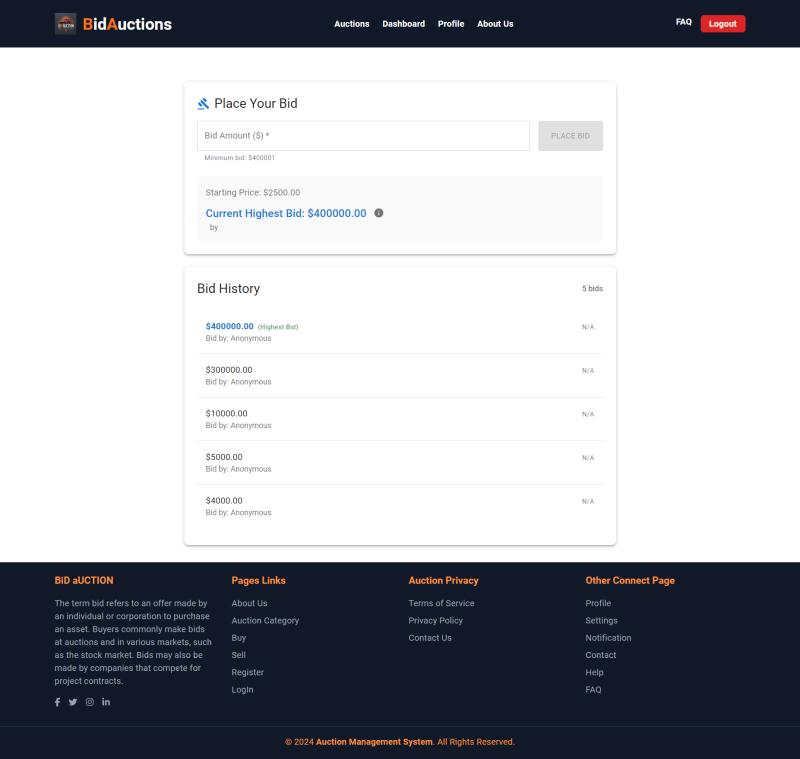 BidAuctions
Auctions Dashboard Profile About Us
FAQ Logout
Place Your Bid
Bid Amount ($) *
PLACE BID
Minimum bid: $400001
Starting Price: $2500.00
Current Highest Bid: $400000.00
by
Bid History
5 bids
$400000.00 (Highest Bid)
N/A
Bid by: Anonymous
$300000.00
N/A
Bid by: Anonymous
$10000.00
N/A
Bid by: Anonymous
$5000.00
N/A
Bid by: Anonymous
$4000.00
N/A
Bid by: Anonymous
BiD aUCTION
The term bid refers to an offer made by
an individual or corporation to purchase
an asset. Buyers commonly make bids
at auctions and in various markets, such
as the stock market. Bids may also be
made by companies that compete for
project contracts.
Pages Links
About Us
Auction Category
Buy
Sell
Register
LogIn
Auction Privacy
Terms of Service
Privacy Policy
Contact Us
Other Connect Page
Profile
Settings
Notification
Contact
Help
FAQ
© 2024 Auction Management System. All Rights Reserved.